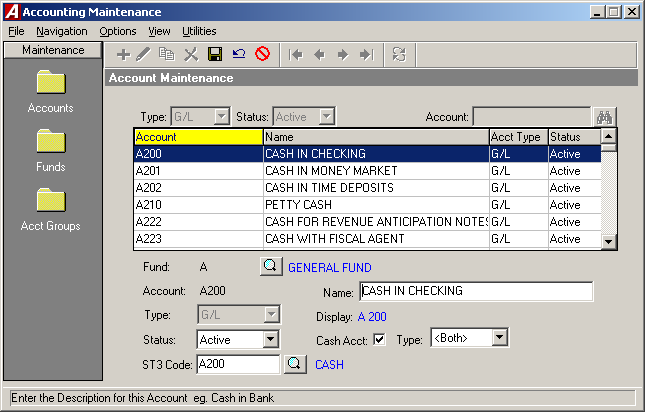 Accounting Maintenance
File Navigation Options View Utilities
Maintenance
Account Maintenance
Accounts
Funds
Acct Groups
Type: G/L Status: Active Account:
Account Name Acct Type Status
A200 CASH IN CHECKING G/L Active
A201 CASH IN MONEY MARKET G/L Active
A202 CASH IN TIME DEPOSITS G/L Active
A210 PETTY CASH G/L Active
A222 CASH FOR REVENUE ANTICIPATION NOTES G/L Active
A223 CASH WITH FISCAL AGENT G/L Active
Fund: A GENERAL FUND
Account: A200 Name: CASH IN CHECKING
Type: G/L Display: A 200
Status: Active Cash Acct: Type: <Both>
ST3 Code: A200 CASH
Enter the Description for this Account eg. Cash in Bank